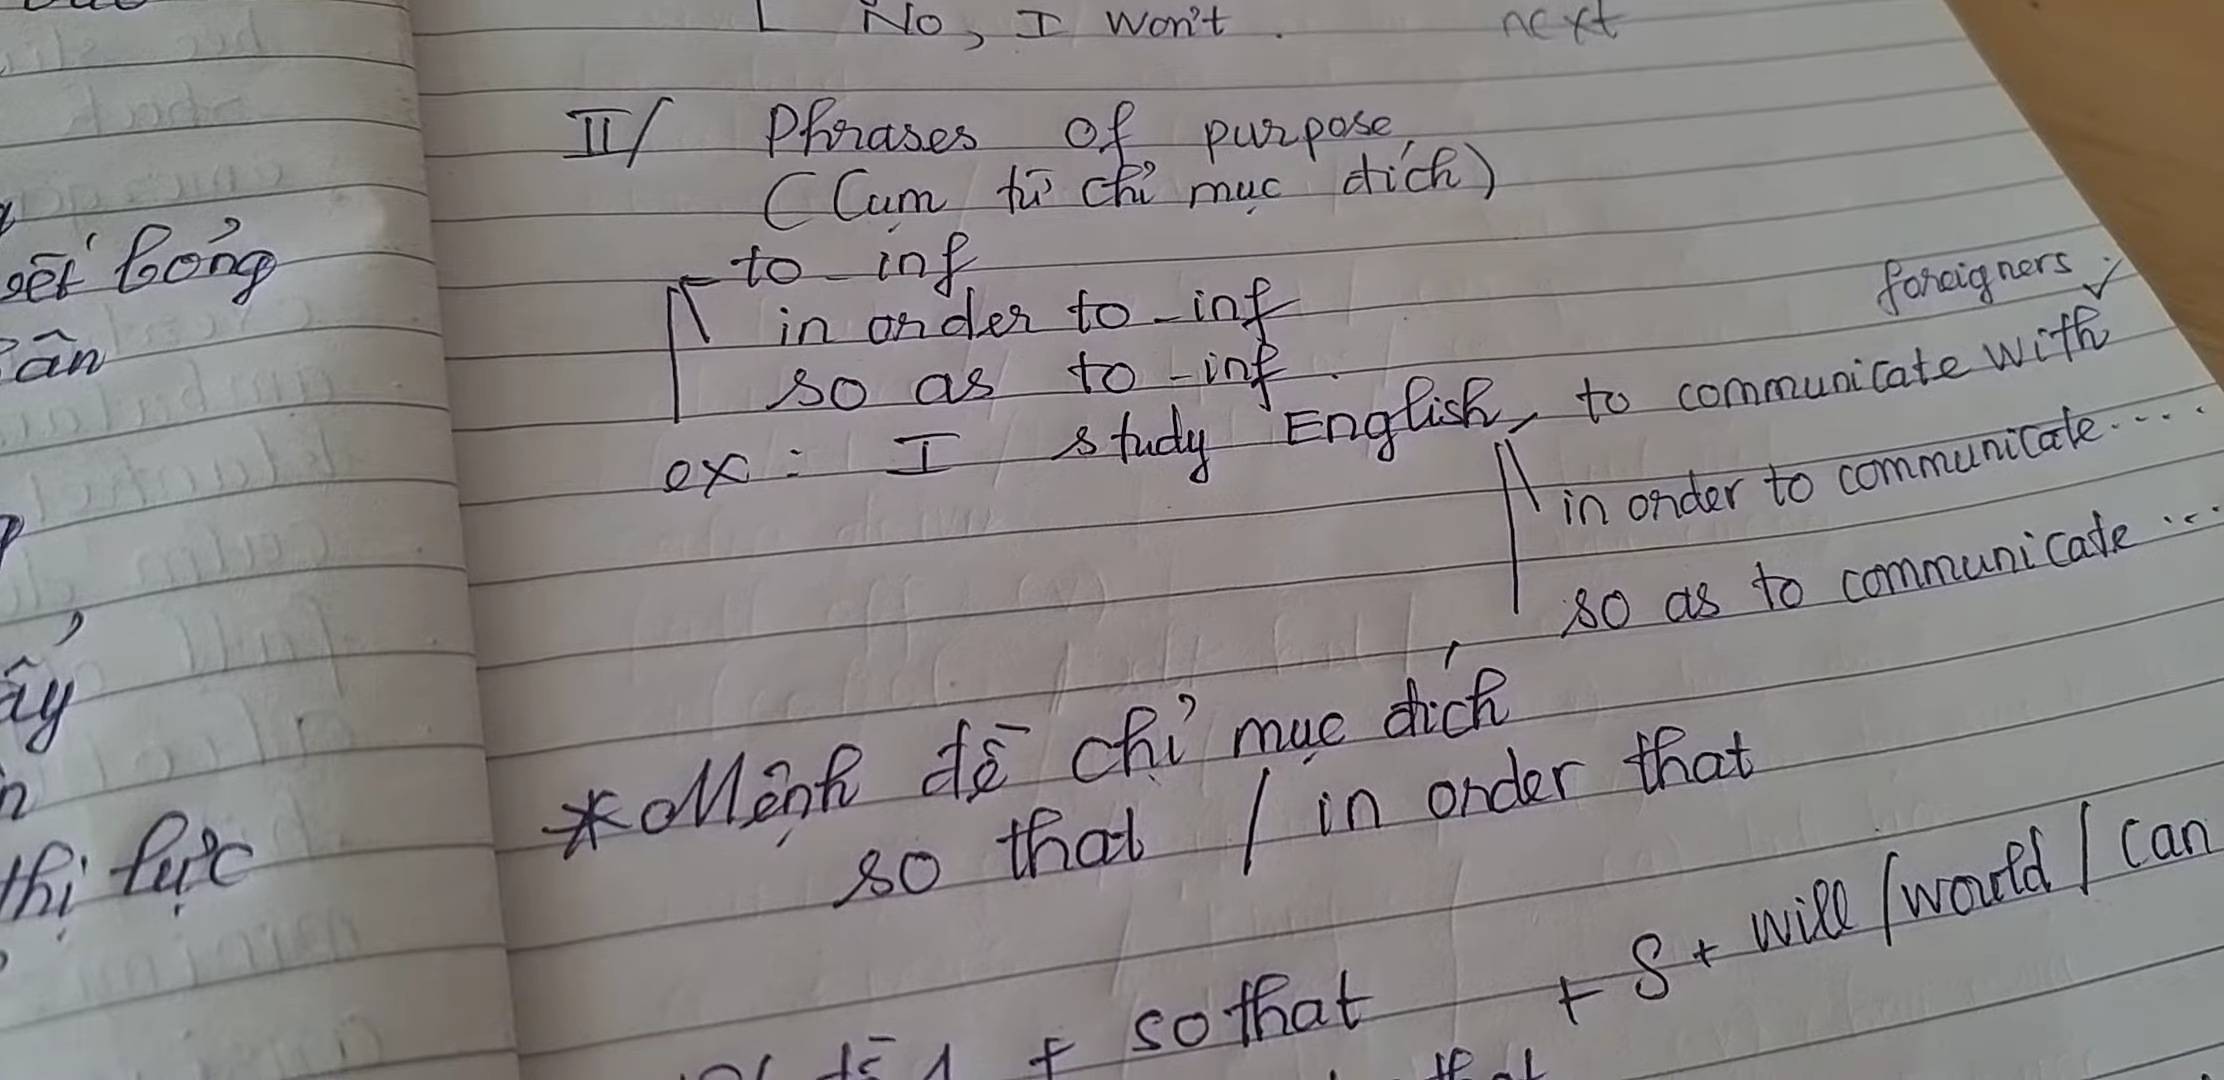 No, I won't.
next
II/ Phrases of purpose
(Cụm từ chỉ mục đích)
to - inf
in order to - inf
so as to - inf.
foreigners
ex: I study English, to communicate with
in order to communicate....
so as to communicate...
* Mệnh đề chỉ mục đích
so that / in order that
+ so that + S + will / would / can
bỏng
thị lực